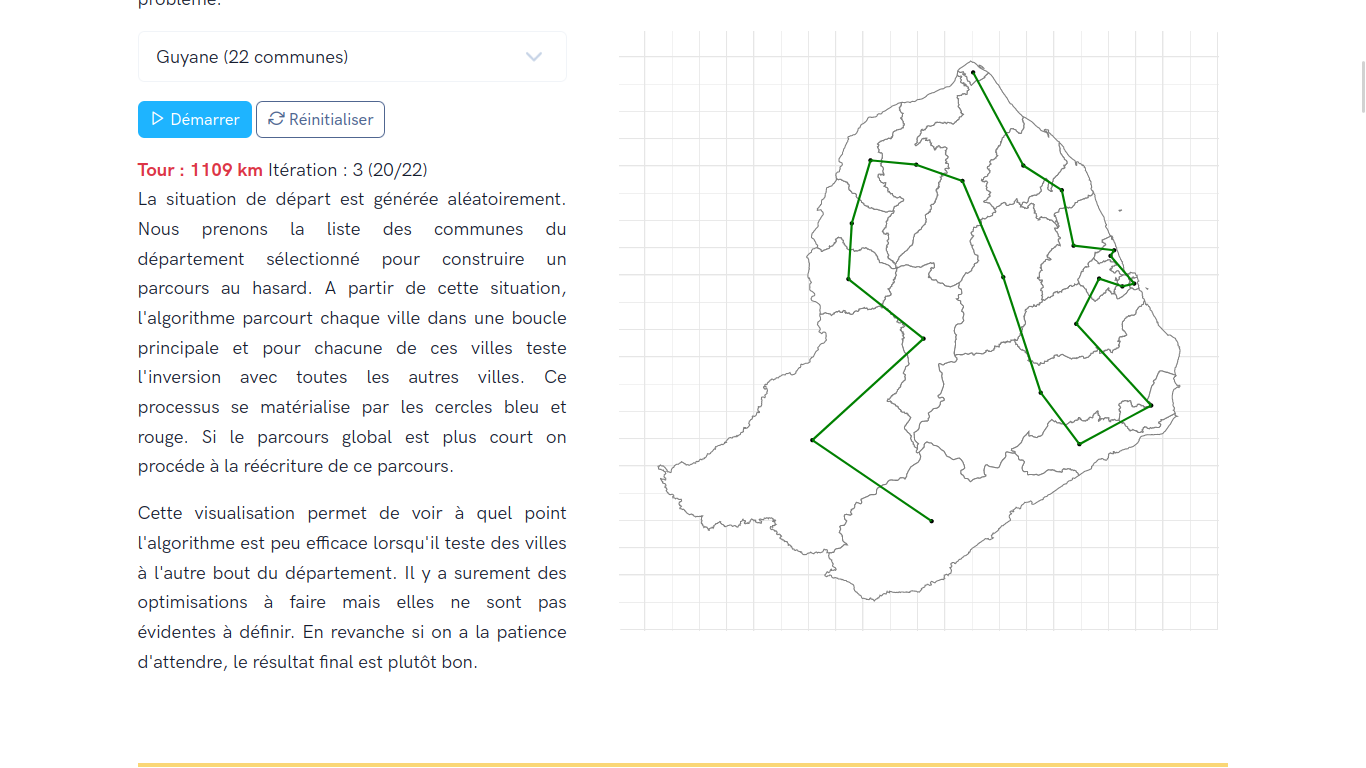 problème.
Guyane (22 communes)
Démarrer Réinitialiser
Tour : 1109 km Itération : 3 (20/22)
La situation de départ est générée aléatoirement.
Nous prenons la liste des communes du
département sélectionné pour construire un
parcours au hasard. A partir de cette situation,
l'algorithme parcourt chaque ville dans une boucle
principale et pour chacune de ces villes teste
l'inversion avec toutes les autres villes. Ce
processus se matérialise par les cercles bleu et
rouge. Si le parcours global est plus court on
procéde à la réécriture de ce parcours.
Cette visualisation permet de voir à quel point
l'algorithme est peu efficace lorsqu'il teste des villes
à l'autre bout du département. Il y a surement des
optimisations à faire mais elles ne sont pas
évidentes à définir. En revanche si on a la patience
d'attendre, le résultat final est plutôt bon.